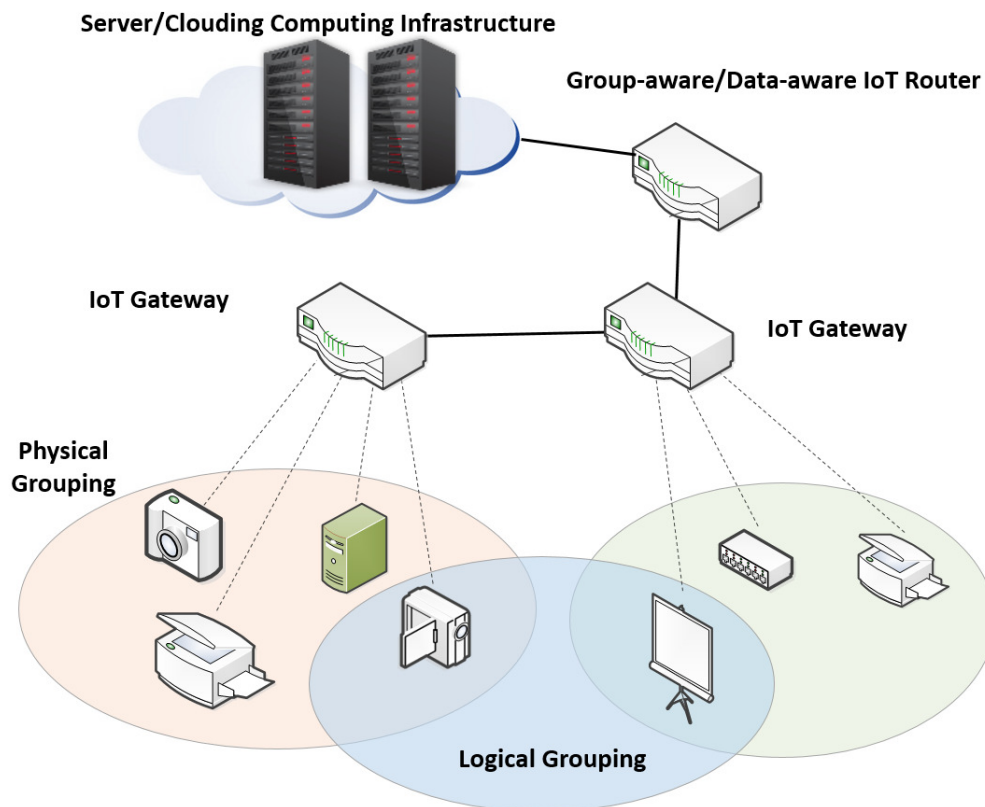 Server/Clouding Computing Infrastructure
Group-aware/Data-aware IoT Router
IoT Gateway
IoT Gateway
Physical
Grouping
Logical Grouping